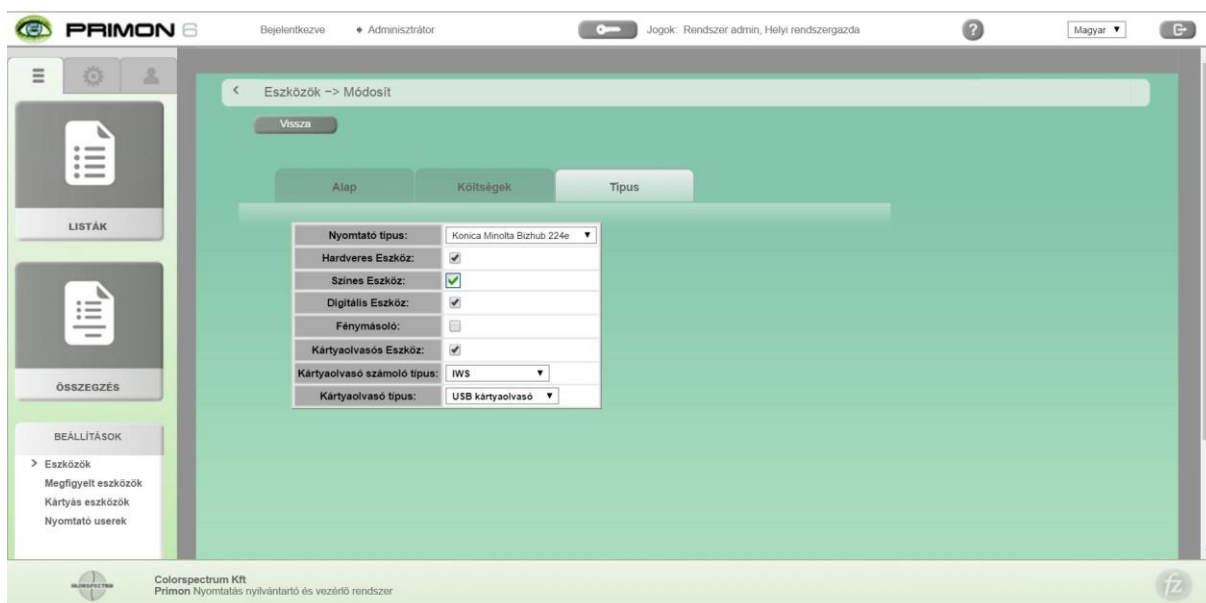 PRIMON 6
Bejelentkezve
Adminisztrátor
Jogok: Rendszer admin, Helyi rendszergazda
?
Magyar
Eszközök -> Módosít
Vissza
Alap
Költségek
Típus
LISTÁK
ÖSSZEGZÉS
BEÁLLÍTÁSOK
> Eszközök
Megfigyelt eszközök
Kártyás eszközök
Nyomtató userek
Nyomtató típus: Konica Minolta Bizhub 224e
Hardveres Eszköz:
Színes Eszköz:
Digitális Eszköz:
Fénymásoló:
Kártyaolvasós Eszköz:
Kártyaolvasó számoló típus: IWS
Kártyaolvasó típus: USB kártyaolvasó
COLORSPECTRUM
Colorspectrum Kft
Primon Nyomtatás nyilvántartó és vezérlő rendszer
fz